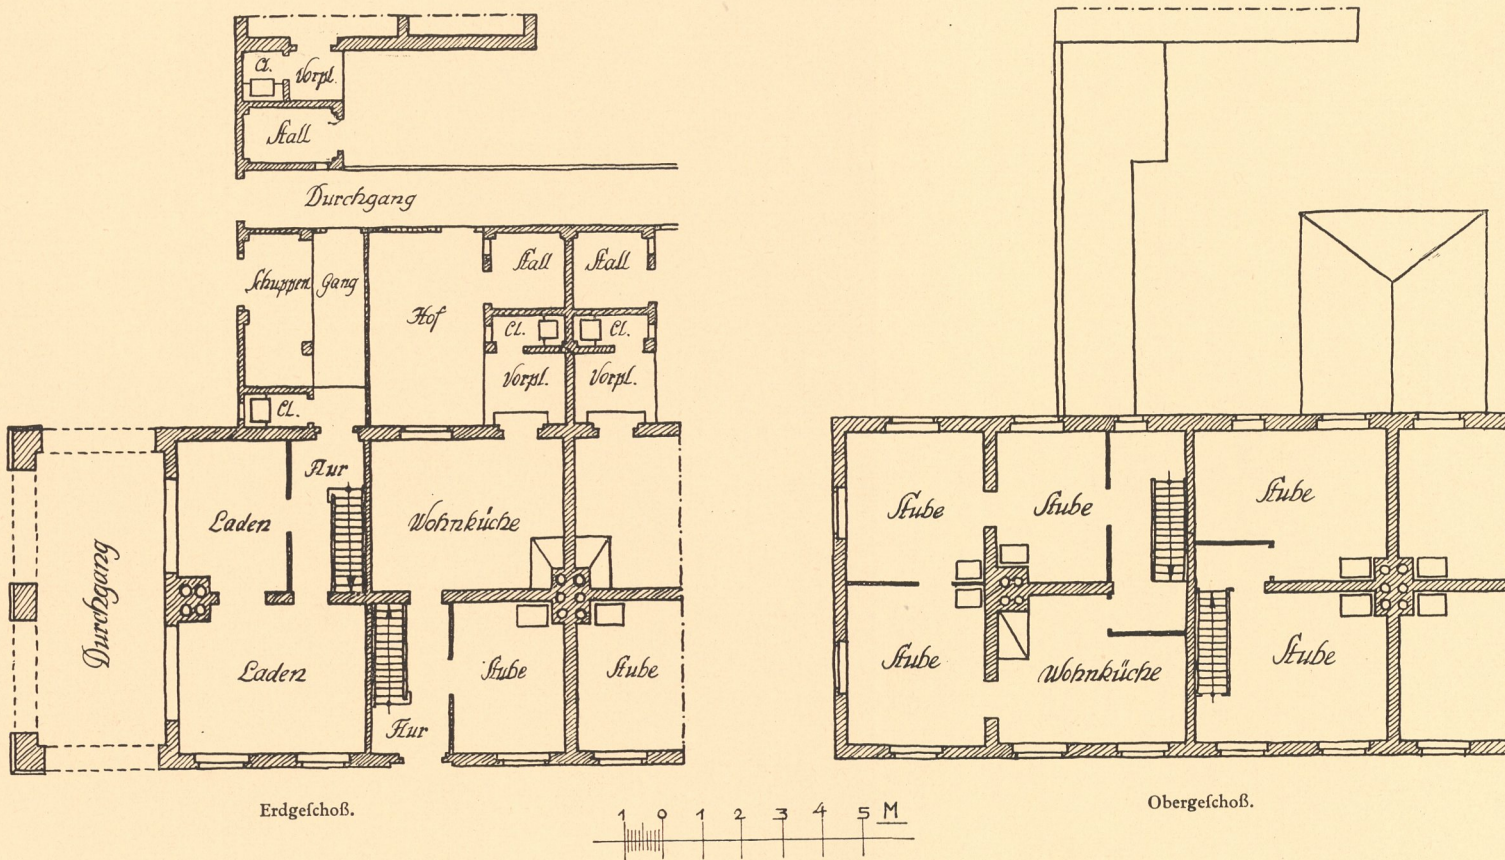 Cl.
Vorpl.
Stall
Durchgang
Schuppen
Gang
Hof
Stall
Stall
Cl.
Cl.
Vorpl.
Vorpl.
Cl.
Flur
Laden
Wohnküche
Durchgang
Laden
Stube
Stube
Flur
Erdgeſchoß.
Stube
Stube
Stube
Stube
Wohnküche
Stube
Obergeſchoß.
1 0 1 2 3 4 5 M